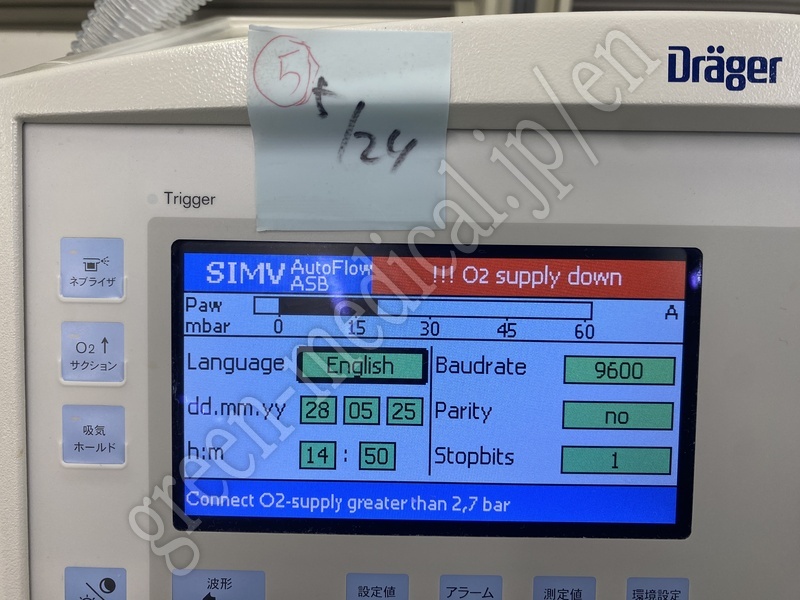 Dräger
5
t
/24
Trigger
SIMV AutoFlow
ASB
!!! O2 supply down
Paw
mbar
0 15 30 45 60
A
Language English
dd.mm.yy 28 05 25
h:m 14 : 50
Baudrate 9600
Parity no
Stopbits 1
Connect O2-supply greater than 2,7 bar
ネブライザ
O2↑
サクション
吸気
ホールド
波形
設定値
アラーム
測定値
環境設定
green-medical.jp/en